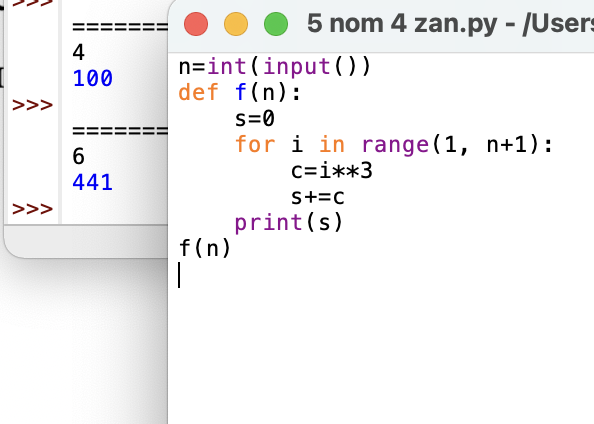 >>>
========
4
100
>>>
========
6
441
>>>
5 nom 4 zan.py - /Users
n=int(input())
def f(n):
    s=0
    for i in range(1, n+1):
        c=i**3
        s+=c
    print(s)
f(n)